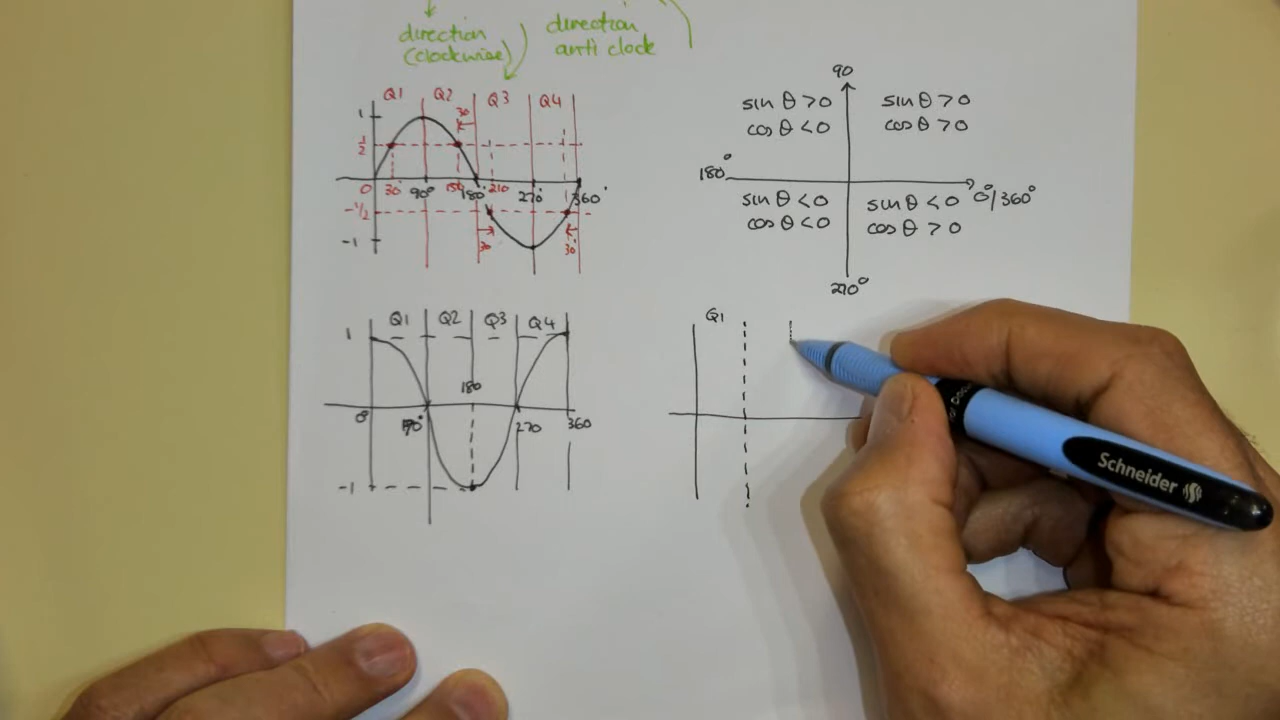 direction
(clockwise)
direction
anti clock
Q1 Q2 Q3 Q4
30
1
1/2
0 30° 90° 150 180° 210 270° 360°
-1/2
30
30
-1
90
sin θ > 0
cos θ < 0
sin θ > 0
cos θ > 0
180°
0°/360°
sin θ < 0
cos θ < 0
sin θ < 0
cos θ > 0
270°
Q1 Q2 Q3 Q4
1
180
0° 90° 270 360
-1
Q1
Schneider